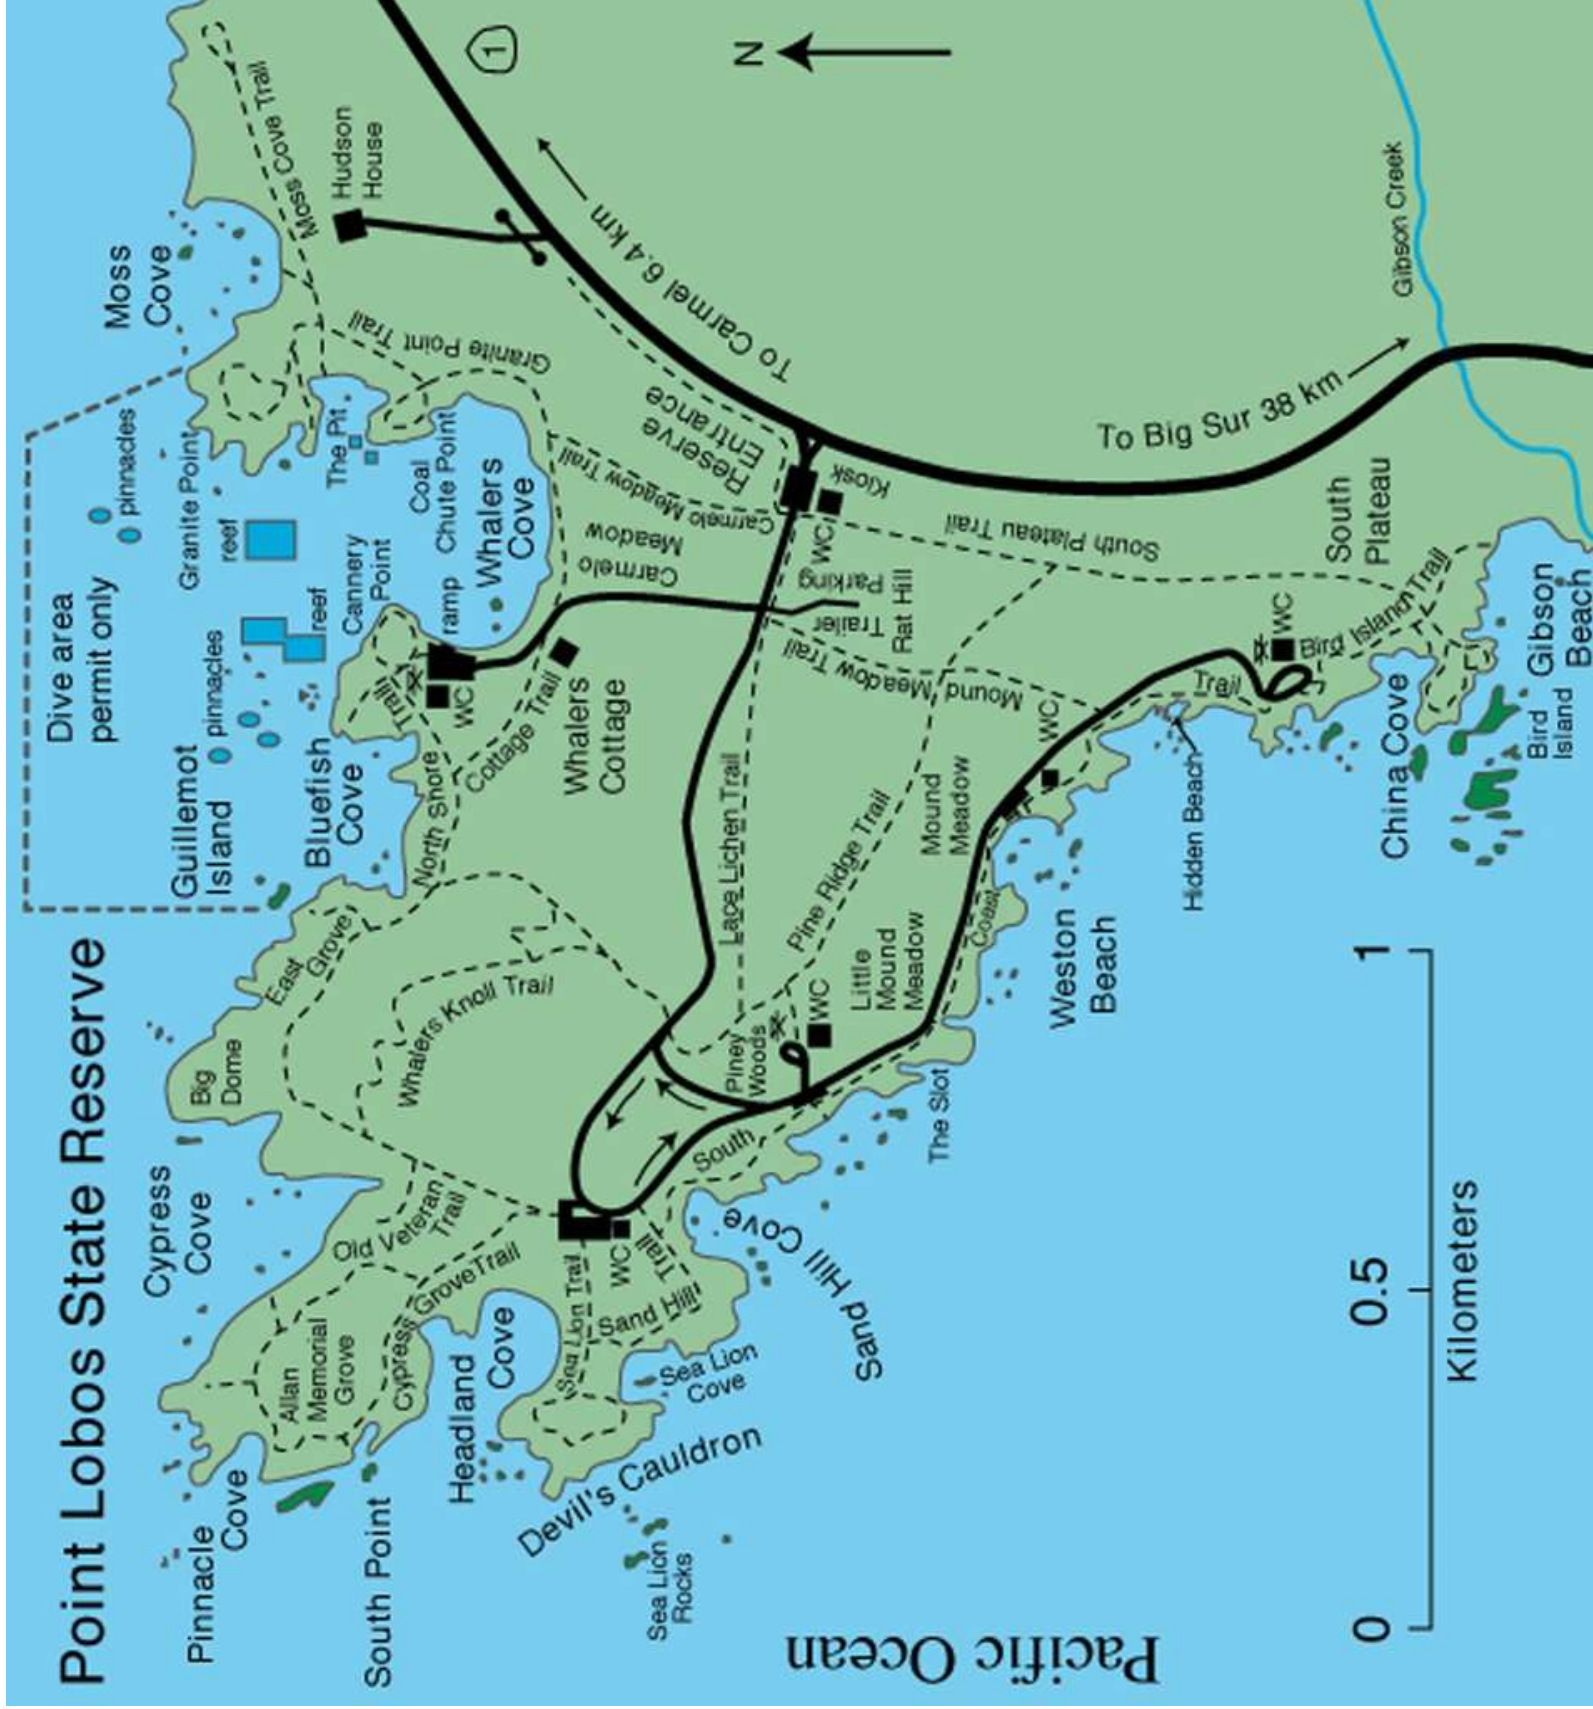 Point Lobos State Reserve
Dive area
permit only
pinnacles
pinnacles
Guillemot
Island
Granite Point
reef
reef
The Pit
Moss
Cove
Moss Cove Trail
Hudson
House
1
N
Cannery
Point
Coal
Chute Point
ramp
Whalers
Cove
Granite Point Trail
Bluefish
Cove
North Shore
Trail
WC
Cottage Trail
Whalers
Cottage
Carmelo
Meadow
Carmelo Meadow Trail
Reserve
Entrance
To Carmel 6.4 km
Kiosk
WC
Trailer
Parking
Rat Hill
South Plateau Trail
To Big Sur 38 km
Gibson Creek
South
Plateau
East
Grove
Big
Dome
Whalers Knoll Trail
Cypress
Cove
Old Veteran
Trail
Allan
Memorial
Grove
Cypress
Grove Trail
Pinnacle
Cove
South Point
Headland
Cove
Sea Lion Trail
WC
Sand Hill
Trail
Sea Lion
Cove
Devil's Cauldron
Sea Lion
Rocks
Sand Hill Cove
South
Piney
Woods
WC
Lace Lichen Trail
Pine Ridge Trail
Mound Meadow Trail
Mound
Meadow
Little
Mound
Meadow
The Slot
Coast
Weston
Beach
WC
Hidden Beach
Trail
WC
Bird Island Trail
China Cove
Bird
Island
Gibson
Beach
Pacific Ocean
0
0.5
1
Kilometers